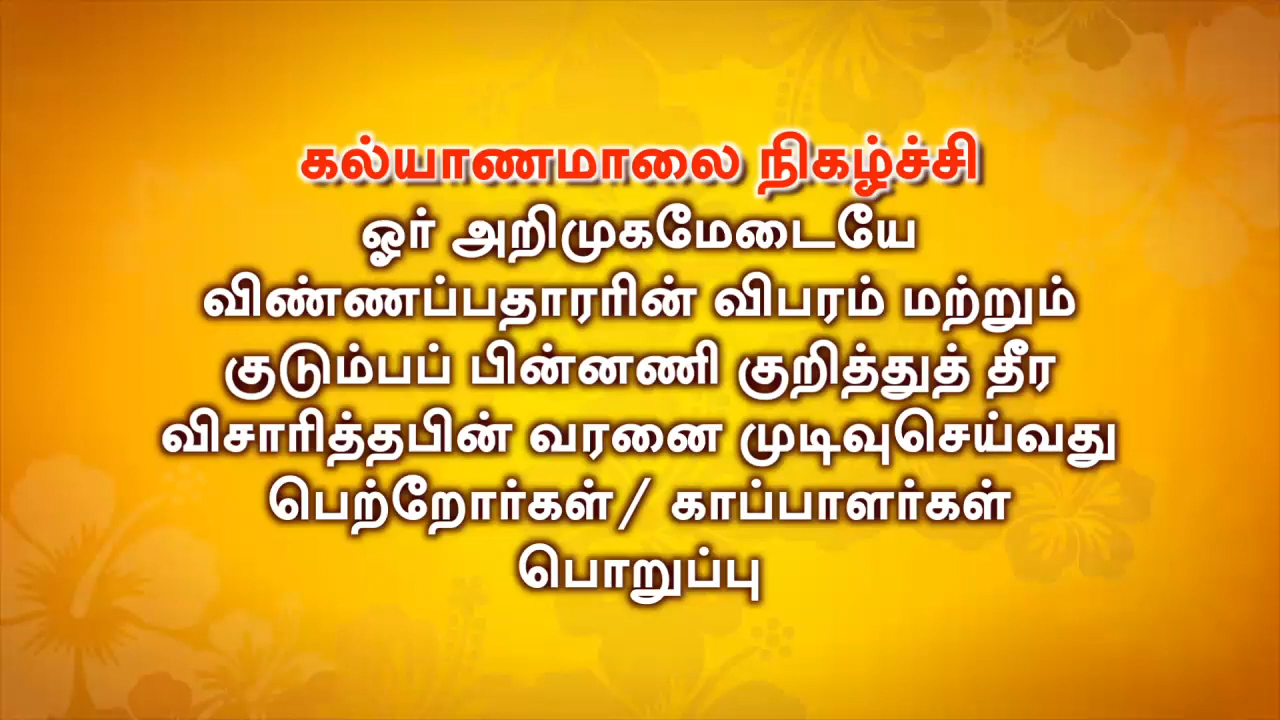 கல்யாணமாலை நிகழ்ச்சி
ஓர் அறிமுகமேடையே
விண்ணப்பதாரரின் விபரம் மற்றும்
குடும்பப் பின்னணி குறித்துத் தீர
விசாரித்தபின் வரனை முடிவுசெய்வது
பெற்றோர்கள்/ காப்பாளர்கள்
பொறுப்பு